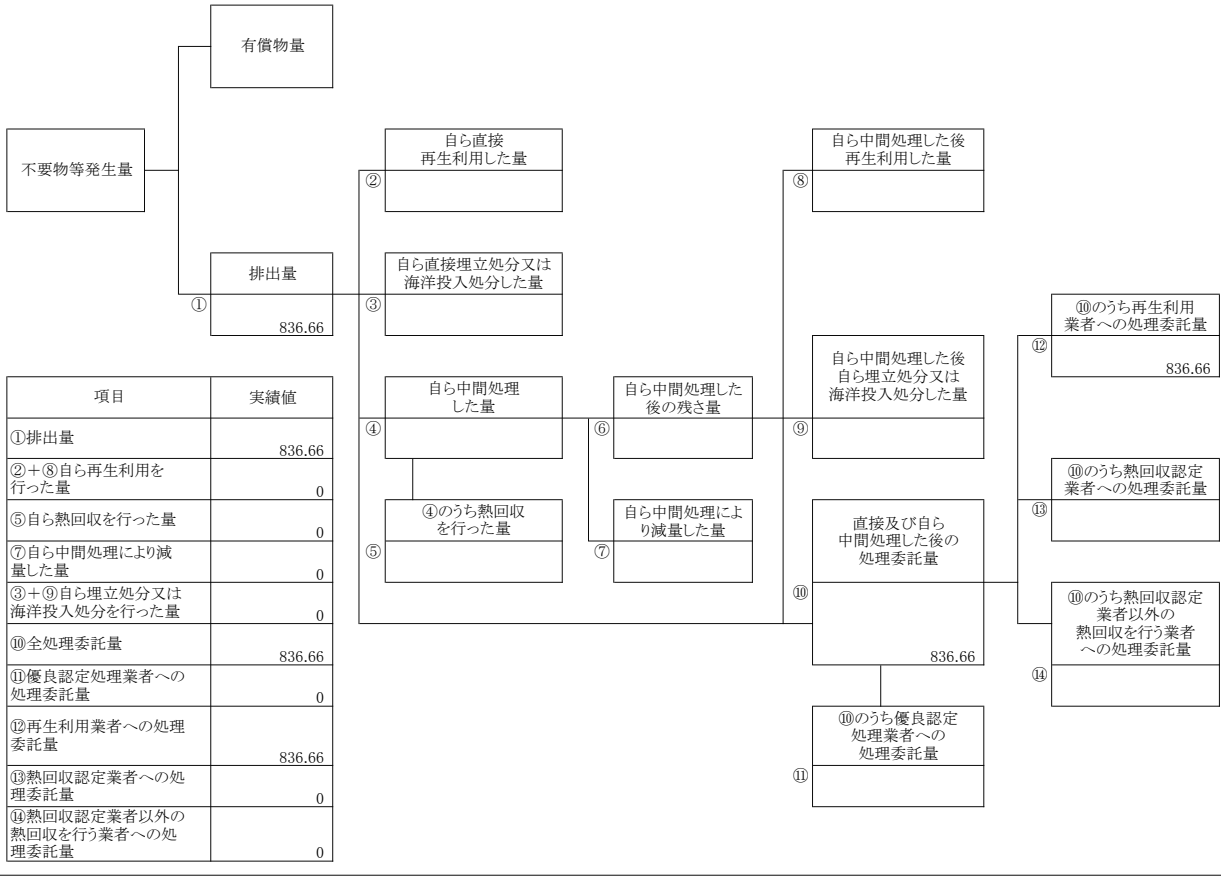 有償物量
不要物等発生量
自ら直接
再生利用した量
②
自ら中間処理した後
再生利用した量
⑧
排出量
①
836.66
自ら直接埋立処分又は
海洋投入処分した量
③
⑩のうち再生利用
業者への処理委託量
⑫
836.66
自ら中間処理
した量
④
自ら中間処理した
後の残さ量
⑥
自ら中間処理した後
自ら埋立処分又は
海洋投入処分した量
⑨
⑩のうち熱回収認定
業者への処理委託量
⑬
④のうち熱回収
を行った量
⑤
自ら中間処理によ
り減量した量
⑦
直接及び自ら
中間処理した後の
処理委託量
⑩
836.66
⑩のうち熱回収認定
業者以外の
熱回収を行う業者
への処理委託量
⑭
⑩のうち優良認定
処理業者への
処理委託量
⑪
項目 実績値
①排出量
836.66
②+⑧自ら再生利用を
行った量
0
⑤自ら熱回収を行った量
0
⑦自ら中間処理により減
量した量
0
③+⑨自ら埋立処分又は
海洋投入処分を行った量
0
⑩全処理委託量
836.66
⑪優良認定処理業者への
処理委託量
0
⑫再生利用業者への処理
委託量
836.66
⑬熱回収認定業者への処
理委託量
0
⑭熱回収認定業者以外の
熱回収を行う業者への処
理委託量
0